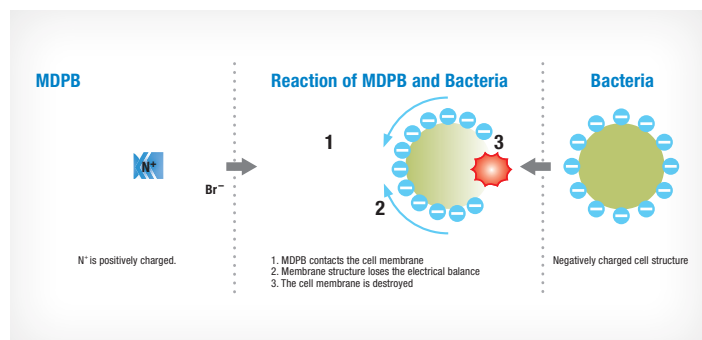 MDPB
Reaction of MDPB and Bacteria
Bacteria
1
3
N⁺
Br⁻
2
N⁺ is positively charged.
1. MDPB contacts the cell membrane
2. Membrane structure loses the electrical balance
3. The cell membrane is destroyed
Negatively charged cell structure